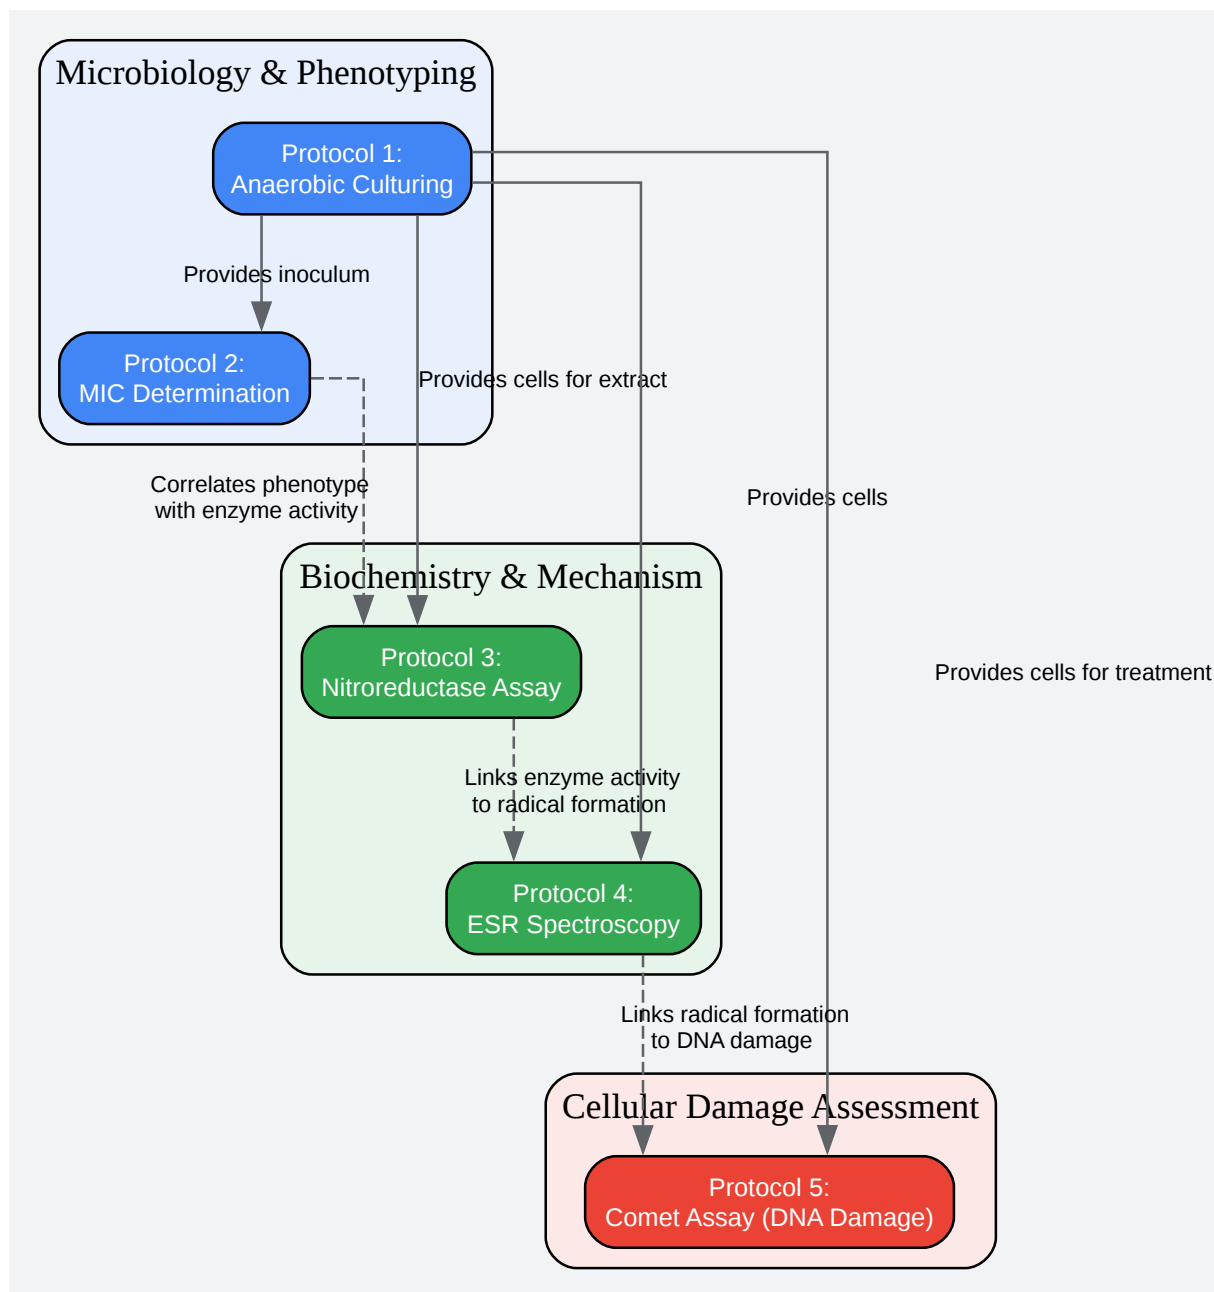 Microbiology & Phenotyping
Protocol 1:
Anaerobic Culturing
Provides inoculum
Protocol 2:
MIC Determination
Provides cells for extract
Correlates phenotype
with enzyme activity
Provides cells
Biochemistry & Mechanism
Protocol 3:
Nitroreductase Assay
Provides cells for treatment
Links enzyme activity
to radical formation
Protocol 4:
ESR Spectroscopy
Links radical formation
to DNA damage
Cellular Damage Assessment
Protocol 5:
Comet Assay (DNA Damage)